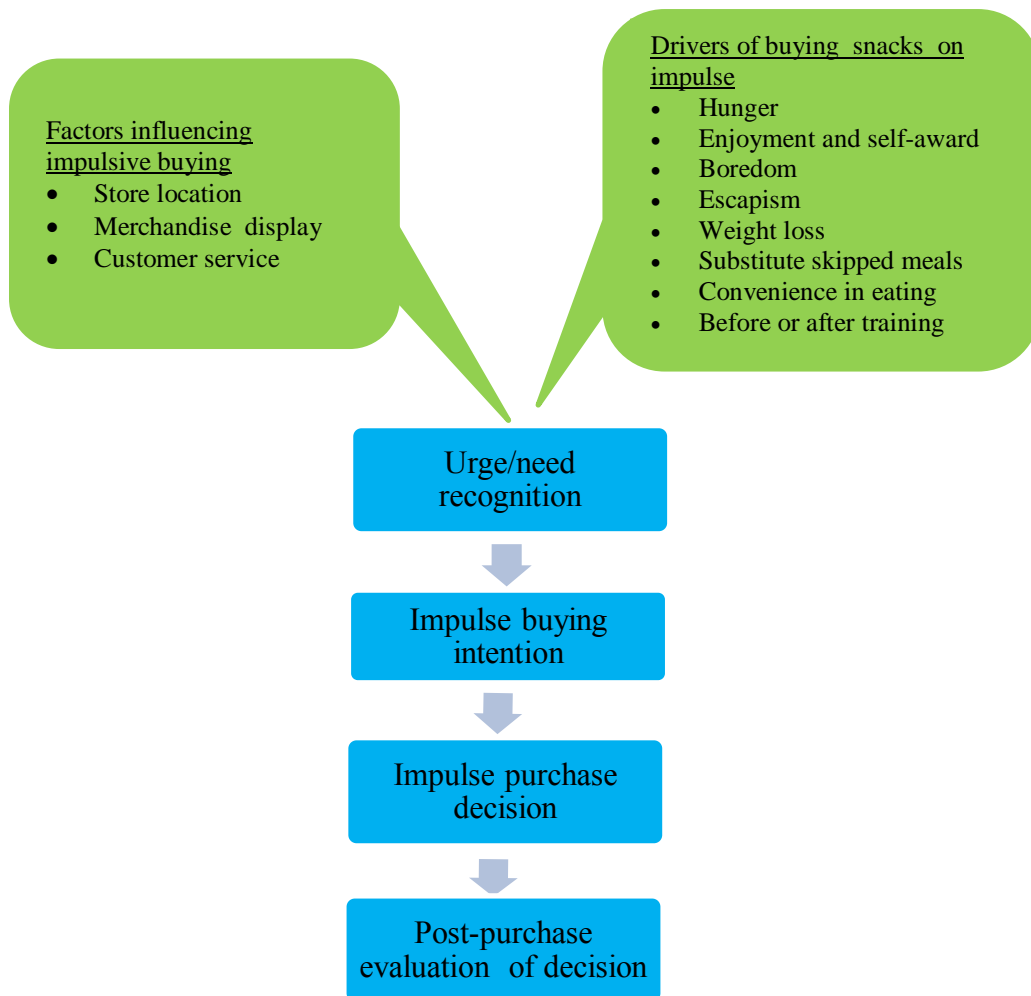 Factors influencing
impulsive buying
• Store location
• Merchandise display
• Customer service
Drivers of buying snacks on
impulse
• Hunger
• Enjoyment and self-award
• Boredom
• Escapism
• Weight loss
• Substitute skipped meals
• Convenience in eating
• Before or after training
Urge/need
recognition
Impulse buying
intention
Impulse purchase
decision
Post-purchase
evaluation of decision